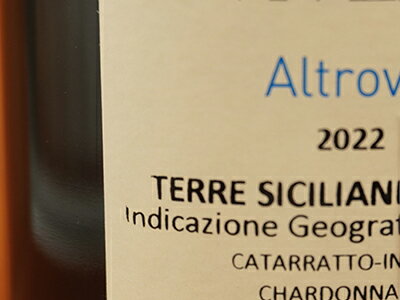 Altrov
2022
TERRE SICILIAN
Indicazione Geograf
CATARRATTO-IN
CHARDONNA